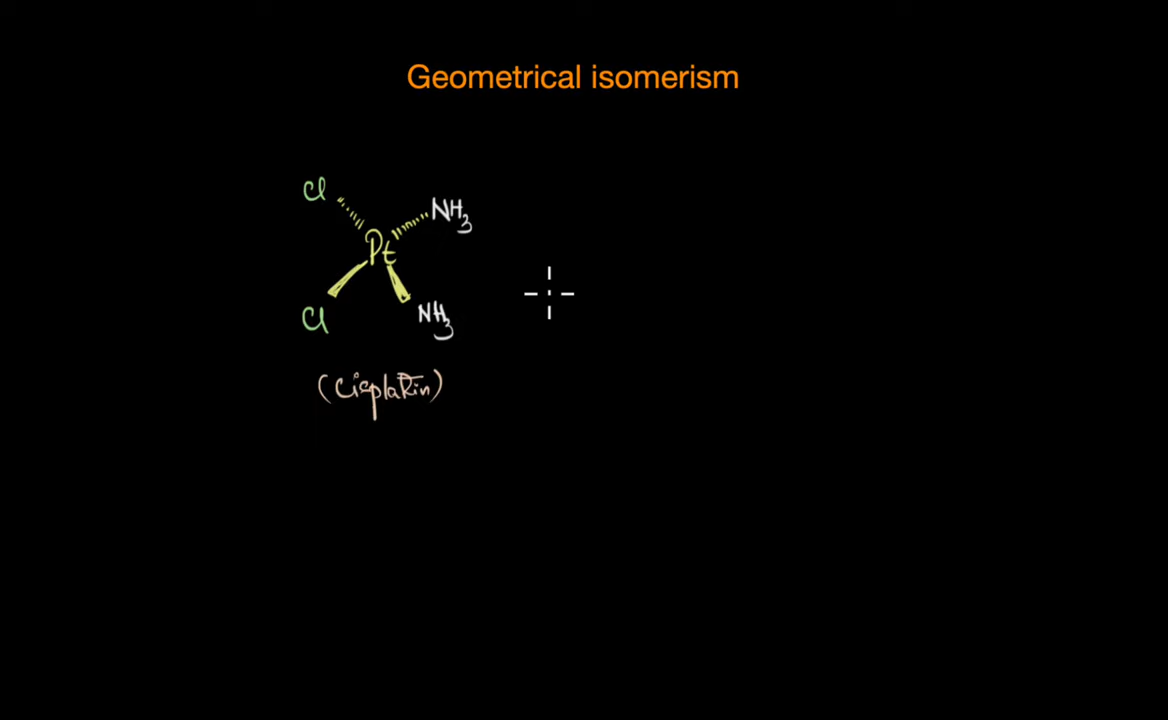 Geometrical isomerism
Cl NH3
Pt
Cl NH3
(Cisplatin)